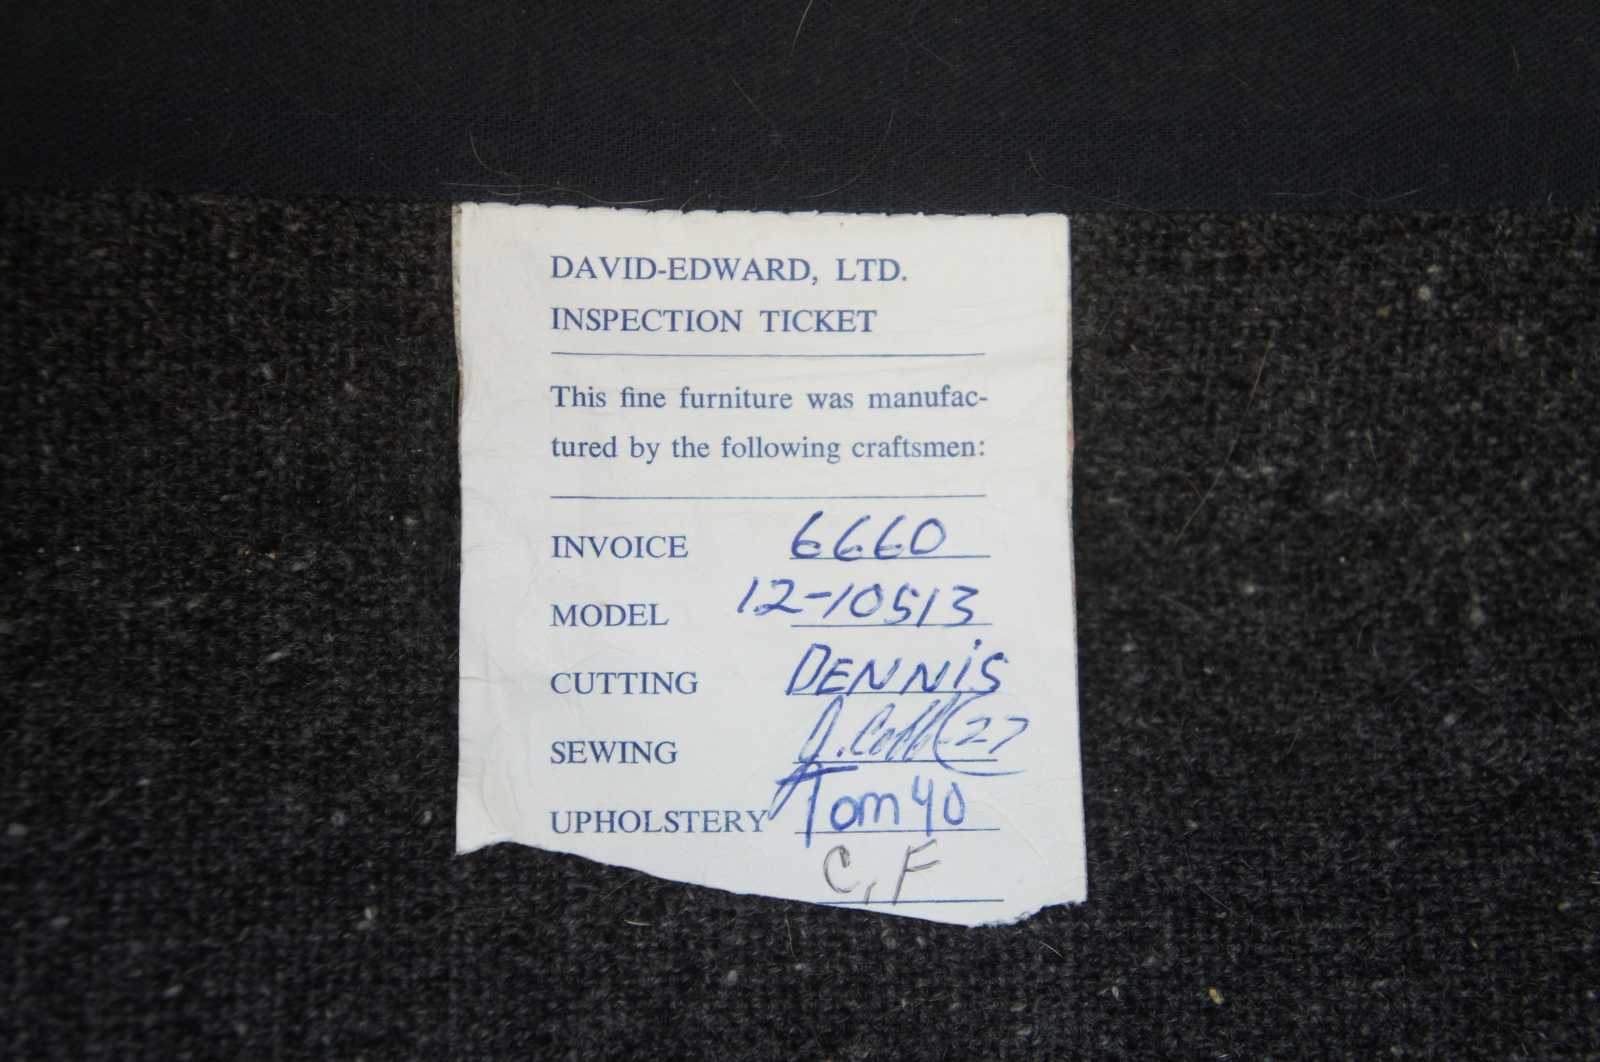 DAVID-EDWARD, LTD.
INSPECTION TICKET
This fine furniture was manufac-
tured by the following craftsmen:
INVOICE 6660
MODEL 12-10513
CUTTING DENNiS
SEWING J. Cobb (27
UPHOLSTERY Tom 40
C, F